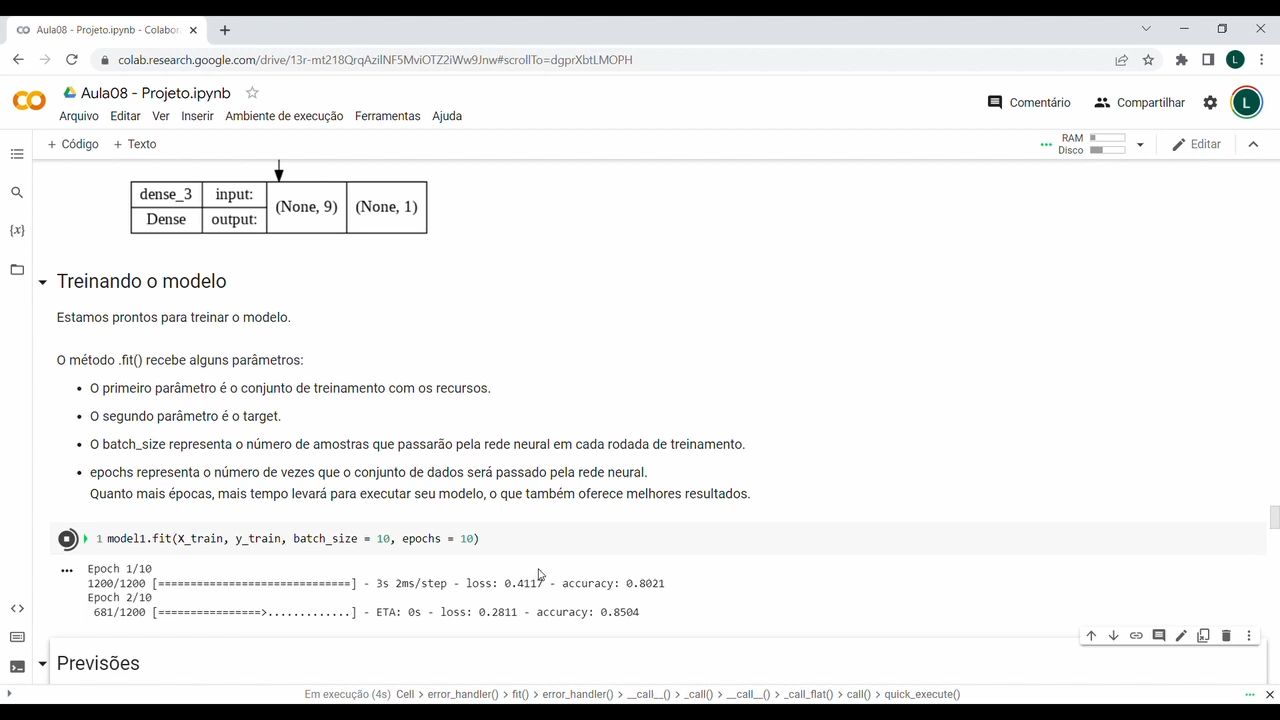 Aula08 - Projeto.ipynb - Colabor
colab.research.google.com/drive/13r-mt218QrqAzilNF5MviOTZ2iWw9Jnw#scrollTo=dgprXbtLMOPH
L
Aula08 - Projeto.ipynb
Comentário
Compartilhar
L
Arquivo Editar Ver Inserir Ambiente de execução Ferramentas Ajuda
+ Código + Texto
RAM
Disco
Editar
dense_3 input: (None, 9) (None, 1)
Dense output:
Treinando o modelo
Estamos prontos para treinar o modelo.
O método .fit() recebe alguns parâmetros:
• O primeiro parâmetro é o conjunto de treinamento com os recursos.
• O segundo parâmetro é o target.
• O batch_size representa o número de amostras que passarão pela rede neural em cada rodada de treinamento.
• epochs representa o número de vezes que o conjunto de dados será passado pela rede neural.
Quanto mais épocas, mais tempo levará para executar seu modelo, o que também oferece melhores resultados.
1 model1.fit(X_train, y_train, batch_size = 10, epochs = 10)
Epoch 1/10
1200/1200 [==============================] - 3s 2ms/step - loss: 0.4117 - accuracy: 0.8021
Epoch 2/10
681/1200 [================>.............] - ETA: 0s - loss: 0.2811 - accuracy: 0.8504
Previsões
Em execução (4s) Cell > error_handler() > fit() > error_handler() > __call__() > _call() > __call__() > _call_flat() > call() > quick_execute()